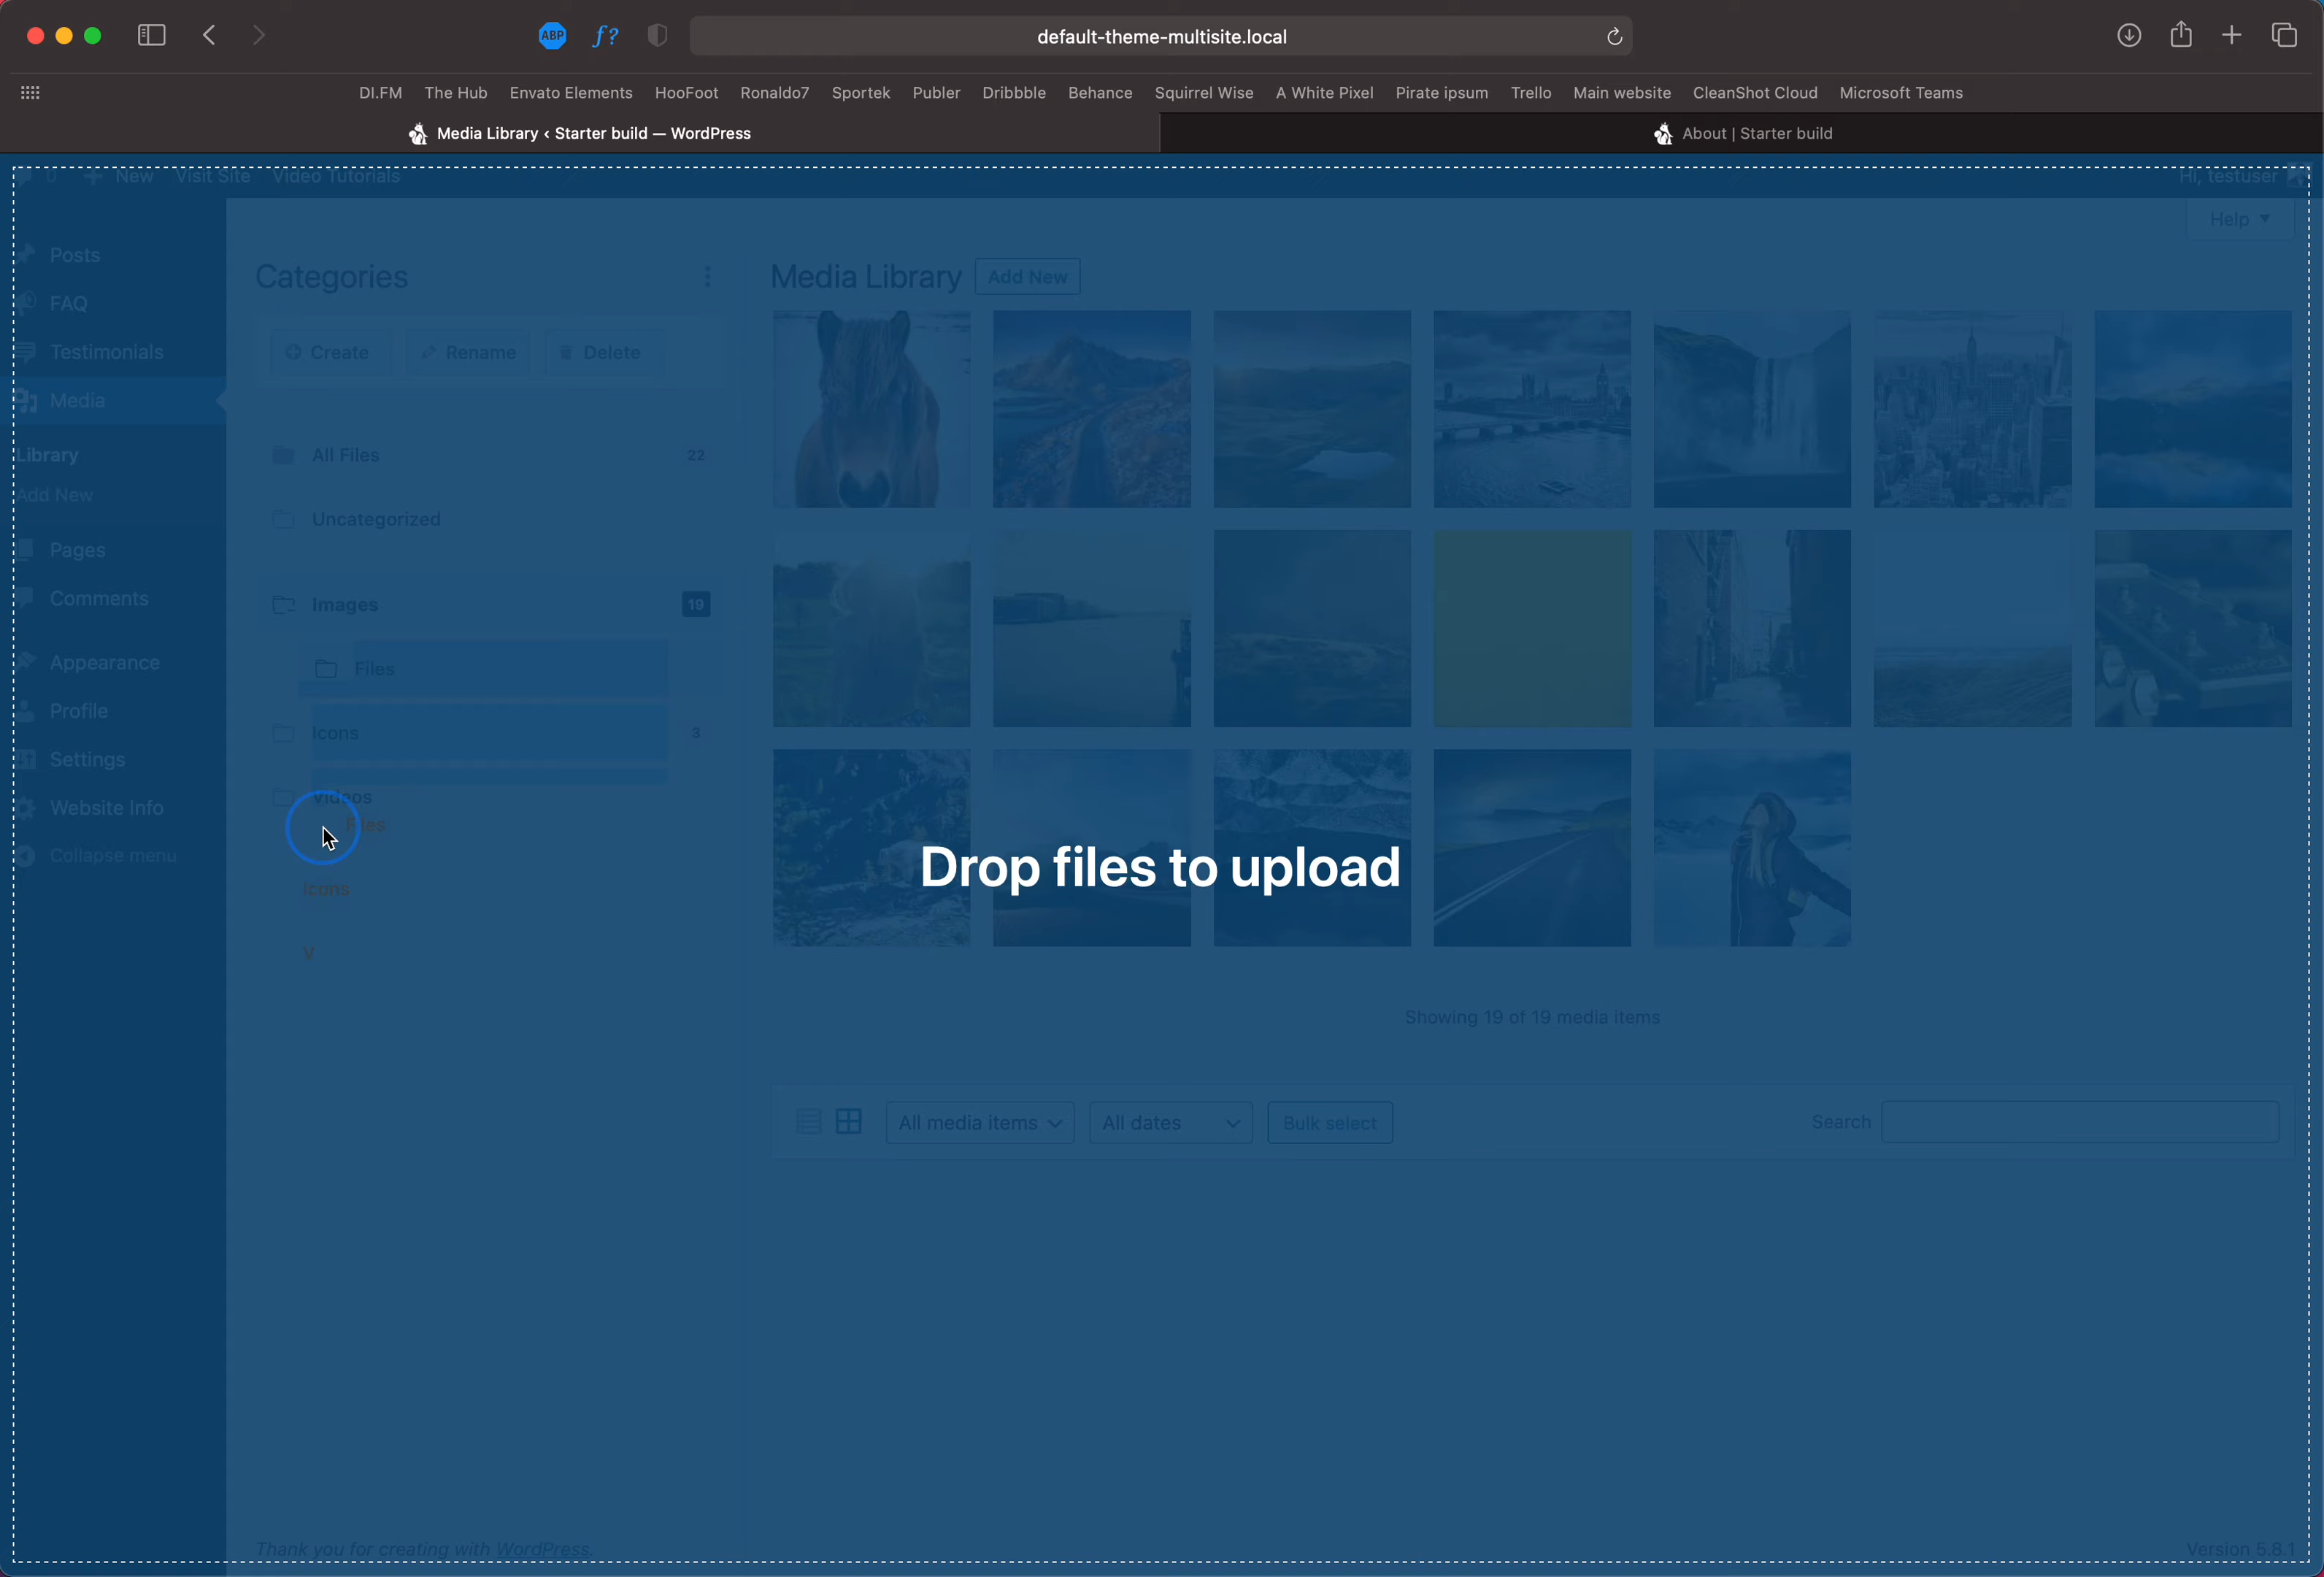 ABP f? default-theme-multisite.local
DI.FM The Hub Envato Elements HooFoot Ronaldo7 Sportek Publer Dribbble Behance Squirrel Wise A White Pixel Pirate ipsum Trello Main website CleanShot Cloud Microsoft Teams
Media Library ‹ Starter build — WordPress
About | Starter build
0 New Visit Site Video Tutorials
Hi, testuser
Help
Posts
FAQ
Testimonials
Media
Library
Add New
Pages
Comments
Appearance
Profile
Settings
Website Info
Collapse menu
Categories
Create Rename Delete
All Files 22
Uncategorized
Images 19
Files
Icons 3
Videos
Files
Icons
V
Media Library Add New
Drop files to upload
Showing 19 of 19 media items
All media items All dates Bulk select Search
Thank you for creating with WordPress.
Version 5.8.1